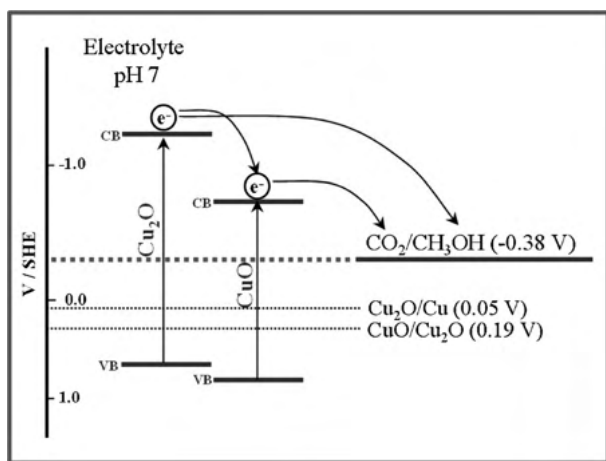 Electrolyte
pH 7
e⁻
CB
- 1.0
e⁻
CB
Cu₂O
CuO
CO₂/CH₃OH (-0.38 V)
V / SHE
0.0
Cu₂O/Cu (0.05 V)
CuO/Cu₂O (0.19 V)
VB
VB
1.0